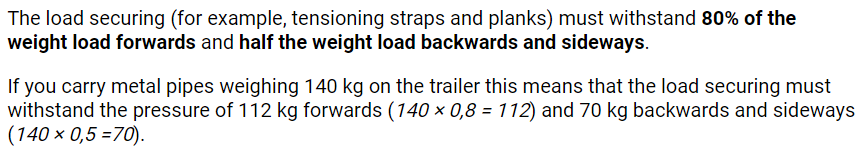 The load securing (for example, tensioning straps and planks) must withstand 80% of the
weight load forwards and half the weight load backwards and sideways.
If you carry metal pipes weighing 140 kg on the trailer this means that the load securing must
withstand the pressure of 112 kg forwards (140 × 0,8 = 112) and 70 kg backwards and sideways
(140 × 0,5 =70).